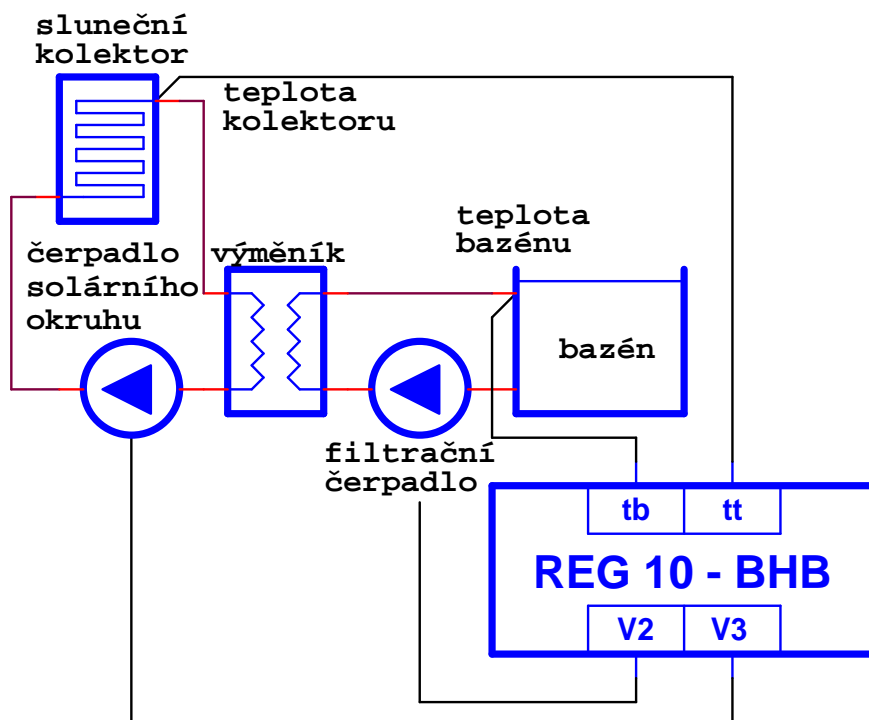 sluneční
kolektor
teplota
kolektoru
teplota
bazénu
čerpadlo
solárního
okruhu
výměník
bazén
filtrační
čerpadlo
tb
tt
REG 10 - BHB
V2
V3